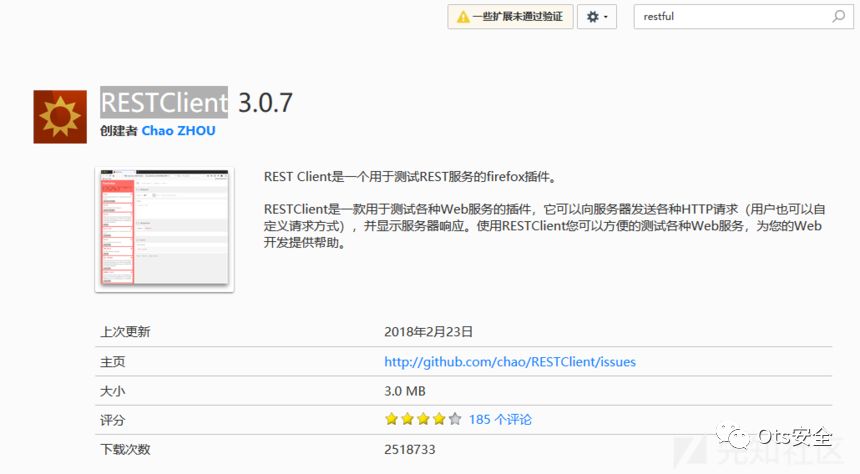 一些扩展未通过验证
restful
RESTClient 3.0.7
创建者 Chao ZHOU
REST Client是一个用于测试REST服务的firefox插件。
RESTClient是一款用于测试各种Web服务的插件，它可以向服务器发送各种HTTP请求（用户也可以自
定义请求方式），并显示服务器响应。使用RESTClient您可以方便的测试各种Web服务，为您的Web
开发提供帮助。
上次更新 2018年2月23日
主页 http://github.com/chao/RESTClient/issues
大小 3.0 MB
评分 185 个评论
下载次数 2518733
Ots安全
先知社区